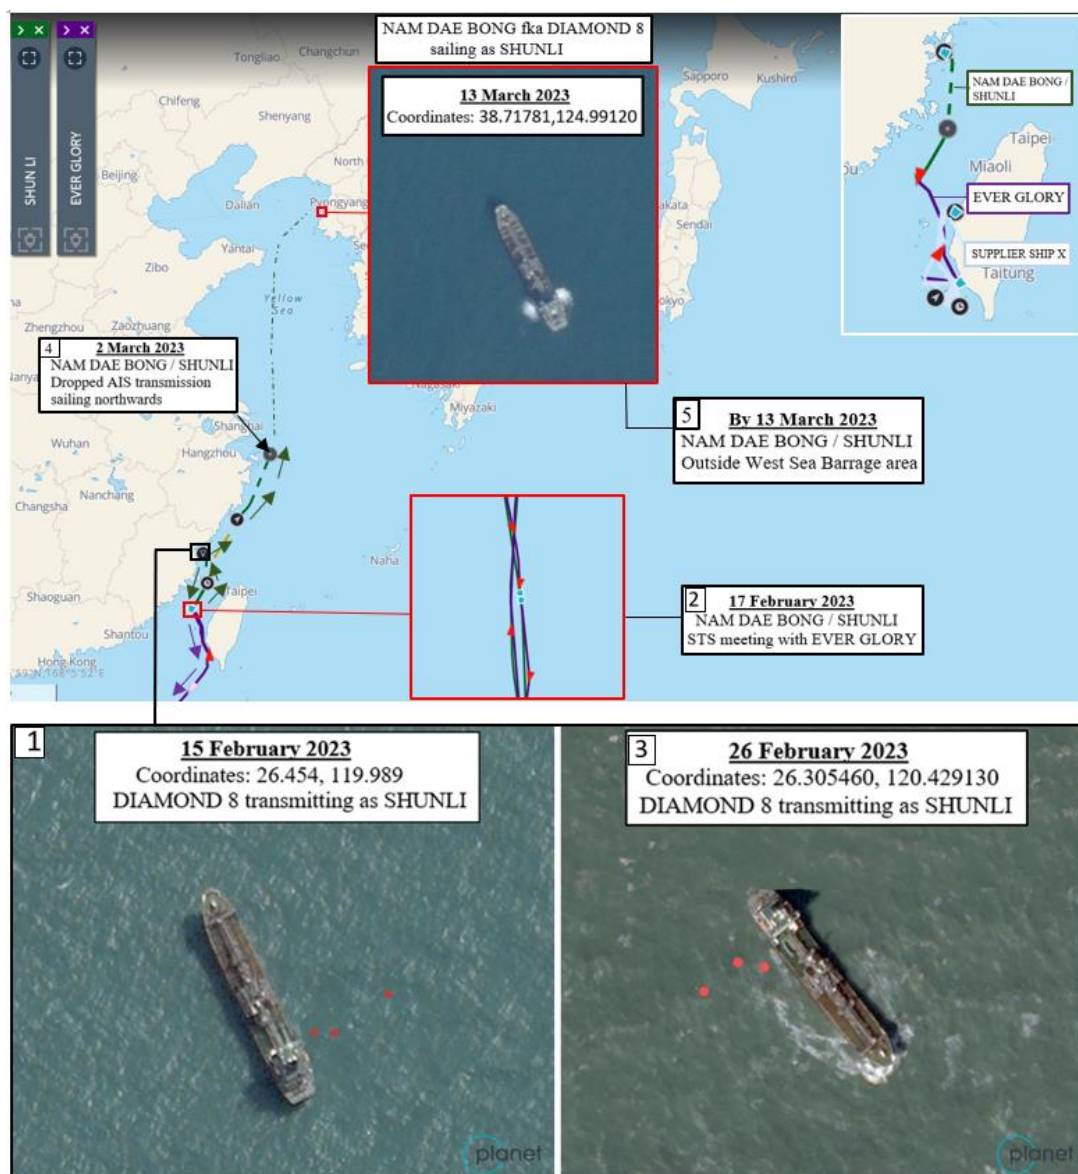 NAM DAE BONG fka DIAMOND 8
sailing as SHUNLI
13 March 2023
Coordinates: 38.71781,124.99120
SHUN LI
EVER GLORY
Tongliao
Changchun
Chifeng
Shenyang
Beijing
North
Dalian
Pyongyang
Yantai
Zibo
Yellow
Sea
Zhengzhou
Zaozhuang
Sapporo
Kushiro
Sendai
Nagasaki
Miyazaki
NAM DAE BONG /
SHUNLI
Taipei
Miaoli
EVER GLORY
SUPPLIER SHIP X
Taitung
4
2 March 2023
NAM DAE BONG / SHUNLI
Dropped AIS transmission
sailing northwards
Shanghai
Wuhan
Hangzhou
Nanchang
Changsha
5
By 13 March 2023
NAM DAE BONG / SHUNLI
Outside West Sea Barrage area
Naha
Taipei
Shaoguan
Shantou
Hong Kong
2
17 February 2023
NAM DAE BONG / SHUNLI
STS meeting with EVER GLORY
1
15 February 2023
Coordinates: 26.454, 119.989
DIAMOND 8 transmitting as SHUNLI
planet
3
26 February 2023
Coordinates: 26.305460, 120.429130
DIAMOND 8 transmitting as SHUNLI
planet